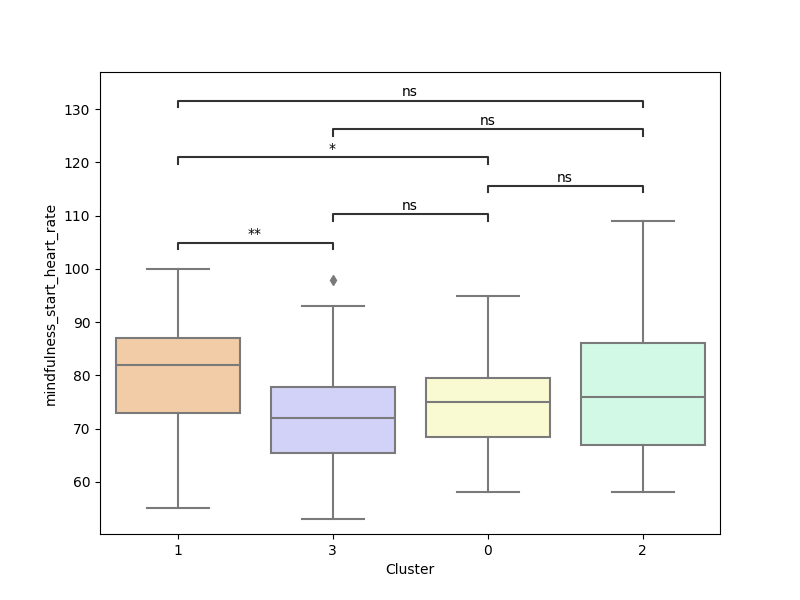 ns
ns
*
ns
ns
**
130
120
110
100
90
80
70
60
mindfulness_start_heart_rate
1 3 0 2
Cluster